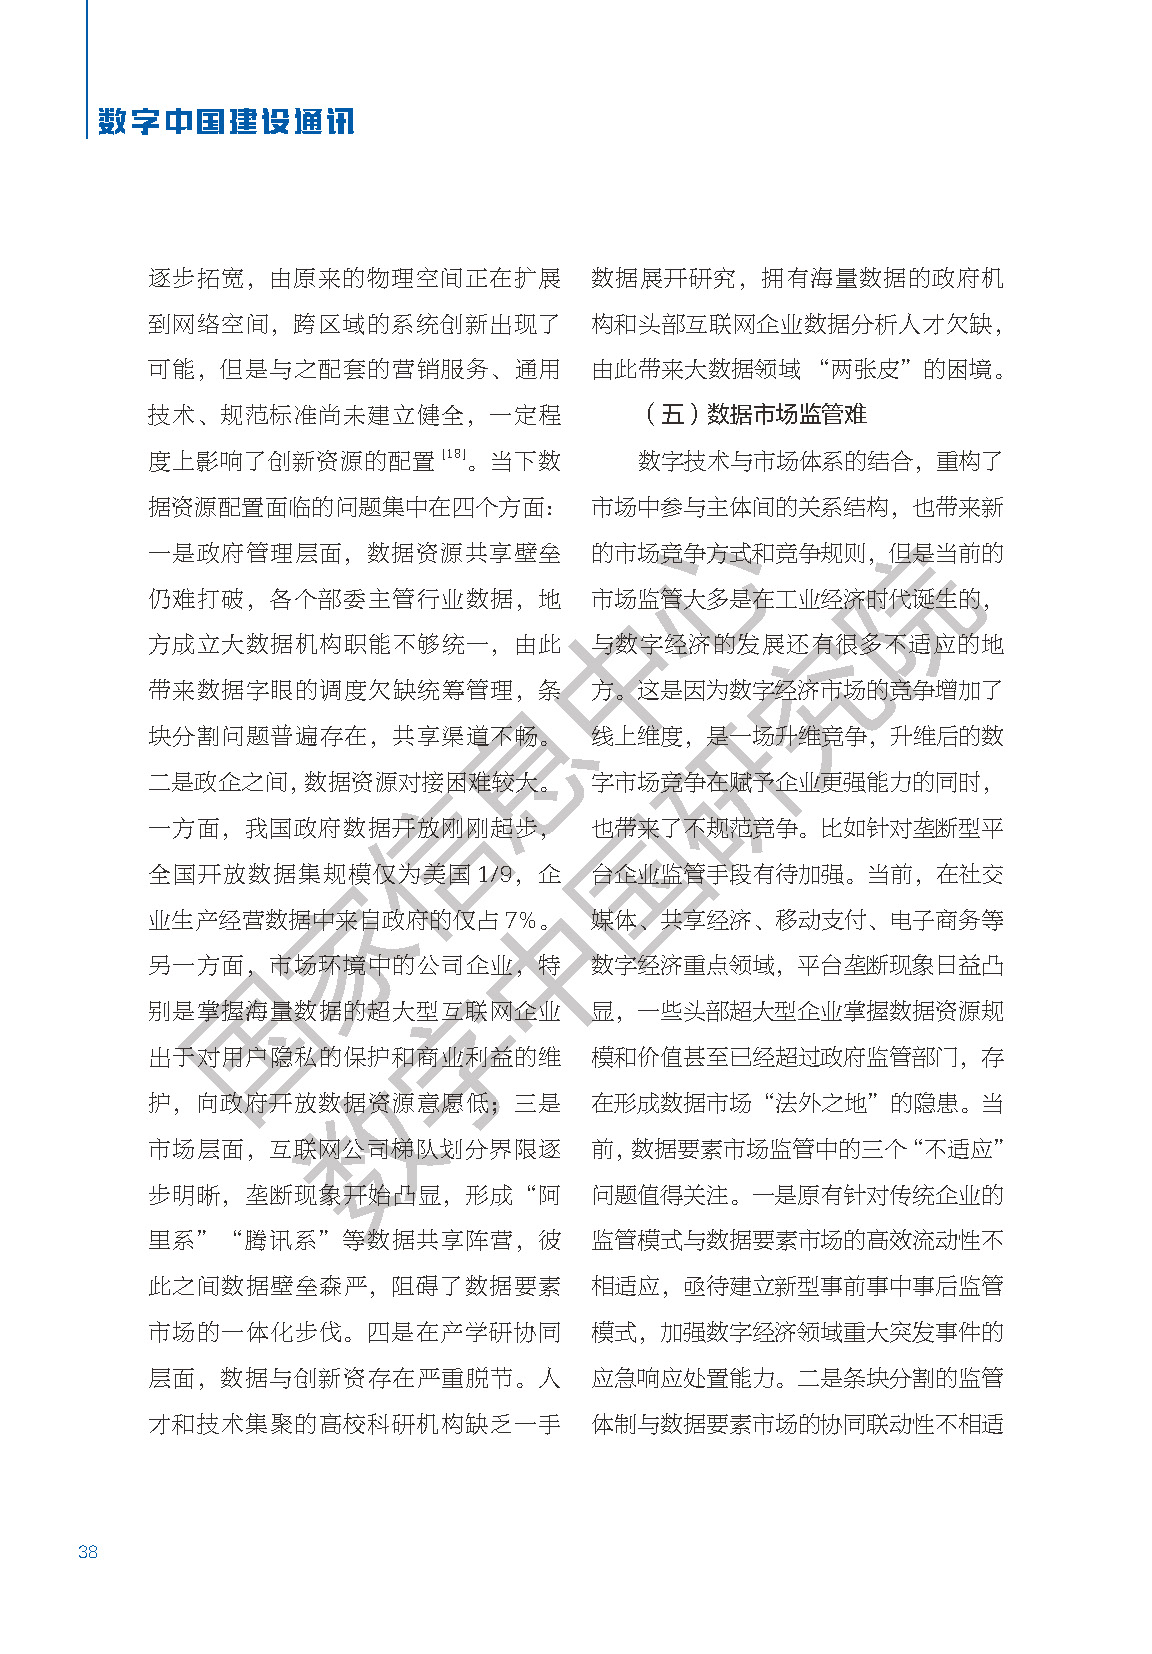 数字中国建设通讯
逐步拓宽，由原来的物理空间正在扩展
到网络空间，跨区域的系统创新出现了
可能，但是与之配套的营销服务、通用
技术、规范标准尚未建立健全，一定程
度上影响了创新资源的配置 [18]。当下数
据资源配置面临的问题集中在四个方面：
一是政府管理层面，数据资源共享壁垒
仍难打破，各个部委主管行业数据，地
方成立大数据机构职能不够统一，由此
带来数据字眼的调度欠缺统筹管理，条
块分割问题普遍存在，共享渠道不畅。
二是政企之间，数据资源对接困难较大。
一方面，我国政府数据开放刚刚起步，
全国开放数据集规模仅为美国 1/9，企
业生产经营数据中来自政府的仅占 7%。
另一方面，市场环境中的公司企业，特
别是掌握海量数据的超大型互联网企业
出于对用户隐私的保护和商业利益的维
护，向政府开放数据资源意愿低；三是
市场层面，互联网公司梯队划分界限逐
步明晰，垄断现象开始凸显，形成“阿
里系”“腾讯系”等数据共享阵营，彼
此之间数据壁垒森严，阻碍了数据要素
市场的一体化步伐。四是在产学研协同
层面，数据与创新资存在严重脱节。人
才和技术集聚的高校科研机构缺乏一手
数据展开研究，拥有海量数据的政府机
构和头部互联网企业数据分析人才欠缺，
由此带来大数据领域“两张皮”的困境。
（五）数据市场监管难
数字技术与市场体系的结合，重构了
市场中参与主体间的关系结构，也带来新
的市场竞争方式和竞争规则，但是当前的
市场监管大多是在工业经济时代诞生的，
与数字经济的发展还有很多不适应的地
方。这是因为数字经济市场的竞争增加了
线上维度，是一场升维竞争，升维后的数
字市场竞争在赋予企业更强能力的同时，
也带来了不规范竞争。比如针对垄断型平
台企业监管手段有待加强。当前，在社交
媒体、共享经济、移动支付、电子商务等
数字经济重点领域，平台垄断现象日益凸
显，一些头部超大型企业掌握数据资源规
模和价值甚至已经超过政府监管部门，存
在形成数据市场“法外之地”的隐患。当
前，数据要素市场监管中的三个“不适应”
问题值得关注。一是原有针对传统企业的
监管模式与数据要素市场的高效流动性不
相适应，亟待建立新型事前事中事后监管
模式，加强数字经济领域重大突发事件的
应急响应处置能力。二是条块分割的监管
体制与数据要素市场的协同联动性不相适
国家信息中心
数字中国研究院
38